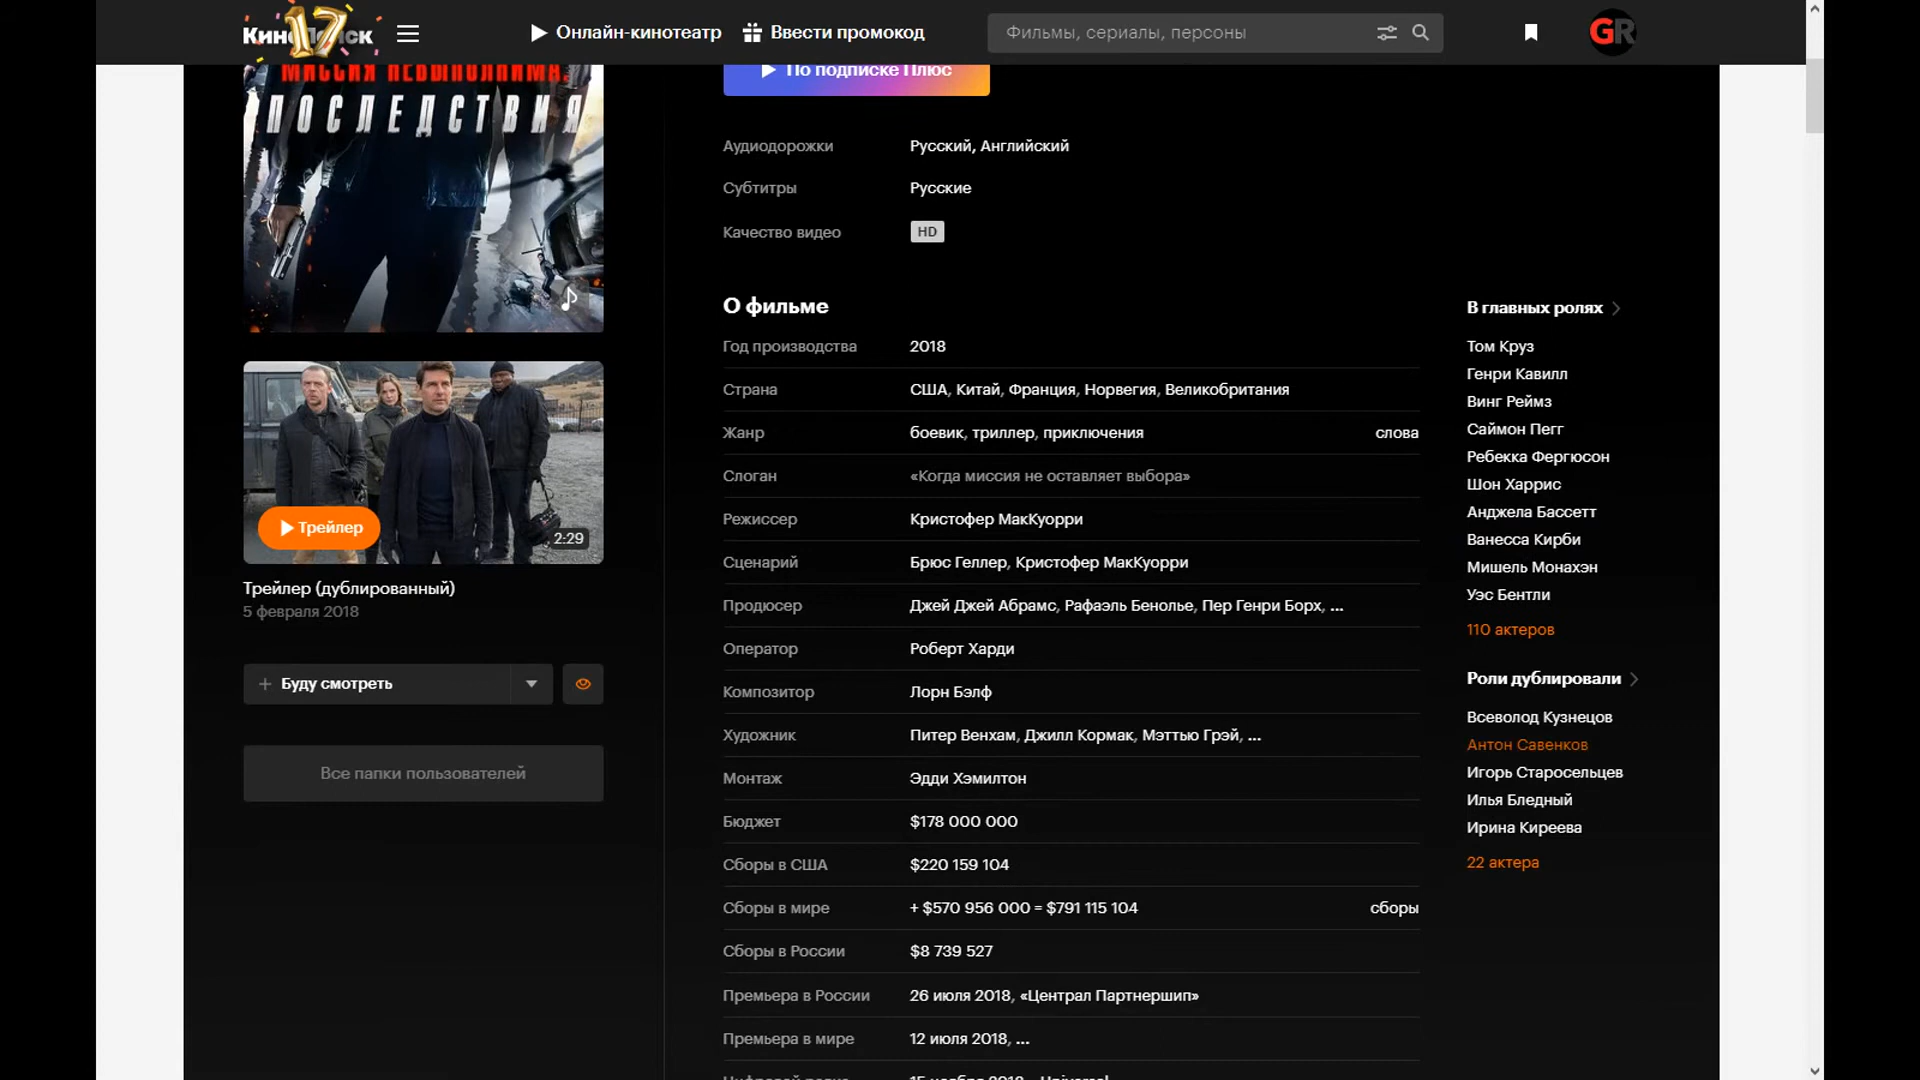 КиноПоиск
17
Онлайн-кинотеатр
Ввести промокод
Фильмы, сериалы, персоны
GR
МИССИЯ НЕВЫПОЛНИМА:
ПОСЛЕДСТВИЯ
По подписке Плюс
Аудиодорожки Русский, Английский
Субтитры Русские
Качество видео HD
О фильме
Год производства 2018
Страна США, Китай, Франция, Норвегия, Великобритания
Жанр боевик, триллер, приключения слова
Слоган «Когда миссия не оставляет выбора»
Режиссер Кристофер МакКуорри
Сценарий Брюс Геллер, Кристофер МакКуорри
Продюсер Джей Джей Абрамс, Рафаэль Бенолье, Пер Генри Борх, ...
Оператор Роберт Харди
Композитор Лорн Бэлф
Художник Питер Венхам, Джилл Кормак, Мэттью Грэй, ...
Монтаж Эдди Хэмилтон
Бюджет $178 000 000
Сборы в США $220 159 104
Сборы в мире + $570 956 000 = $791 115 104 сборы
Сборы в России $8 739 527
Премьера в России 26 июля 2018, «Централ Партнершип»
Премьера в мире 12 июля 2018, ...
Трейлер
2:29
Трейлер (дублированный)
5 февраля 2018
Буду смотреть
Все папки пользователей
В главных ролях
Том Круз
Генри Кавилл
Винг Реймз
Саймон Пегг
Ребекка Фергюсон
Шон Харрис
Анджела Бассетт
Ванесса Кирби
Мишель Монахэн
Уэс Бентли
110 актеров
Роли дублировали
Всеволод Кузнецов
Антон Савенков
Игорь Старосельцев
Илья Бледный
Ирина Киреева
22 актера